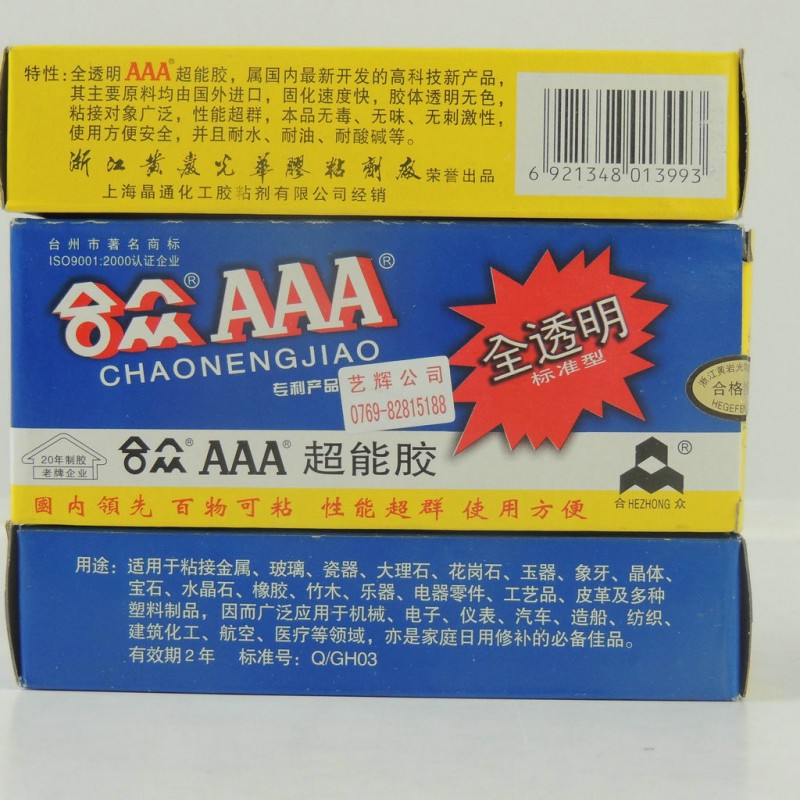 特性:全透明AAA®超能胶，属国内最新开发的高科技新产品，
其主要原料均由国外进口，固化速度快，胶体透明无色，
粘接对象广泛，性能超群，本品无毒、无味、无刺激性，
使用方便安全，并且耐水、耐油、耐酸碱等。
浙江黄岩光华胶粘剂厂荣誉出品
上海晶通化工胶粘剂有限公司经销
6 921348 013993
台州市著名商标
ISO9001:2000认证企业
合众® AAA®
CHAONENGJIAO
专利产品
艺辉公司
0769-82815188
全透明
标准型
浙江黄岩光
合格
HEGEFE
20年制胶
老牌企业
合众® AAA® 超能胶
®
合 HEZHONG 众
國内領先 百物可粘 性能超群 使用方便
用途：适用于粘接金属、玻璃、瓷器、大理石、花岗石、玉器、象牙、晶体、
宝石、水晶石、橡胶、竹木、乐器、电器零件、工艺品、皮革及多种
塑料制品，因而广泛应用于机械、电子、仪表、汽车、造船、纺织、
建筑化工、航空、医疗等领域，亦是家庭日用修补的必备佳品。
有效期2年 标准号：Q/GH03